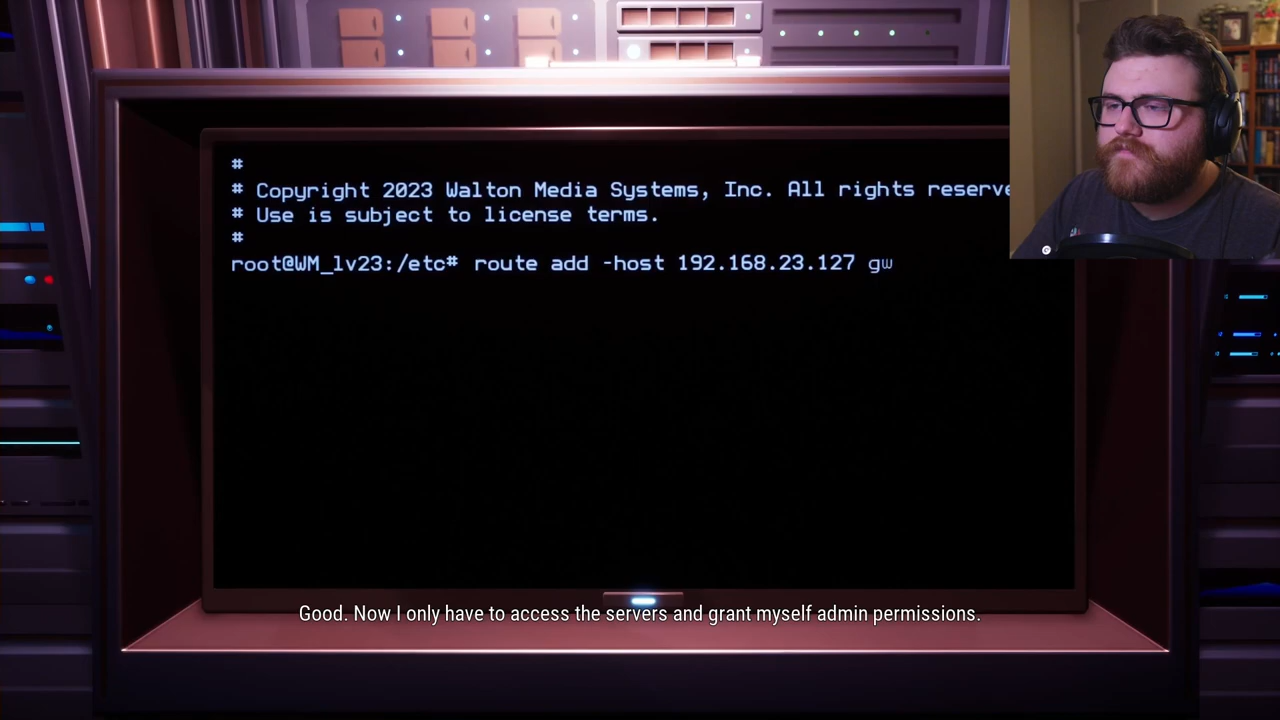 #
# Copyright 2023 Walton Media Systems, Inc. All rights reserve
# Use is subject to license terms.
#
root@WM_lv23:/etc# route add -host 192.168.23.127 gw
Good. Now I only have to access the servers and grant myself admin permissions.